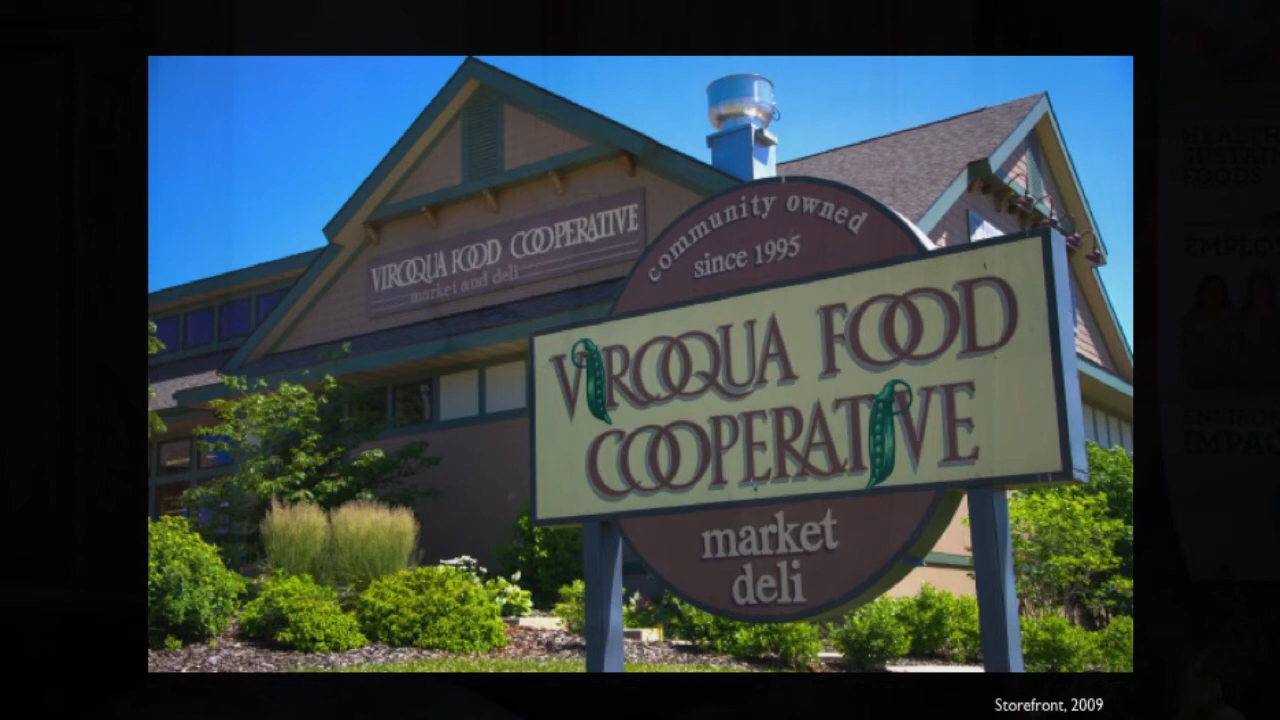 VIROQUA FOOD COOPERATIVE
market and deli
community owned
since 1995
VIROQUA FOOD
COOPERATIVE
market
deli
Storefront, 2009